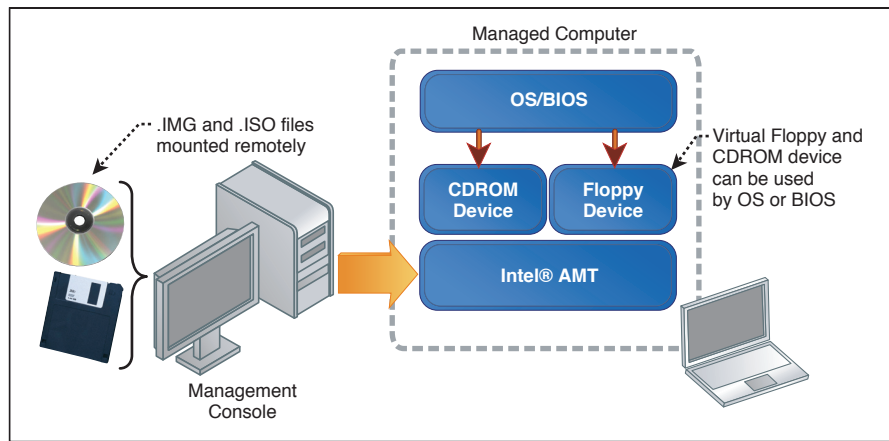 Managed Computer
OS/BIOS
.IMG and .ISO files
mounted remotely
Virtual Floppy and
CDROM device
can be used
by OS or BIOS
CDROM
Device
Floppy
Device
Intel® AMT
Management
Console